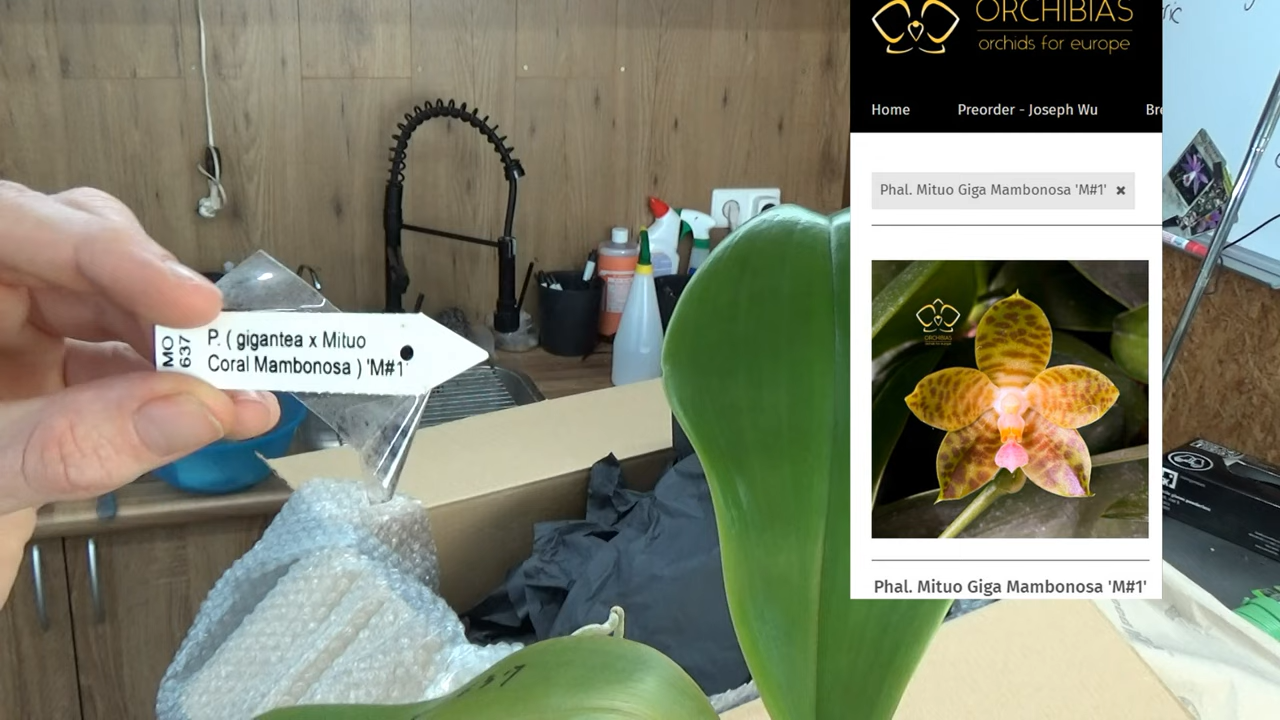 MO
637
P. ( gigantea x Mituo
Coral Mambonosa ) 'M#1'
ORCHIBIAS
orchids for europe
Home
Preorder - Joseph Wu
Phal. Mituo Giga Mambonosa 'M#1' ×
Phal. Mituo Giga Mambonosa 'M#1'